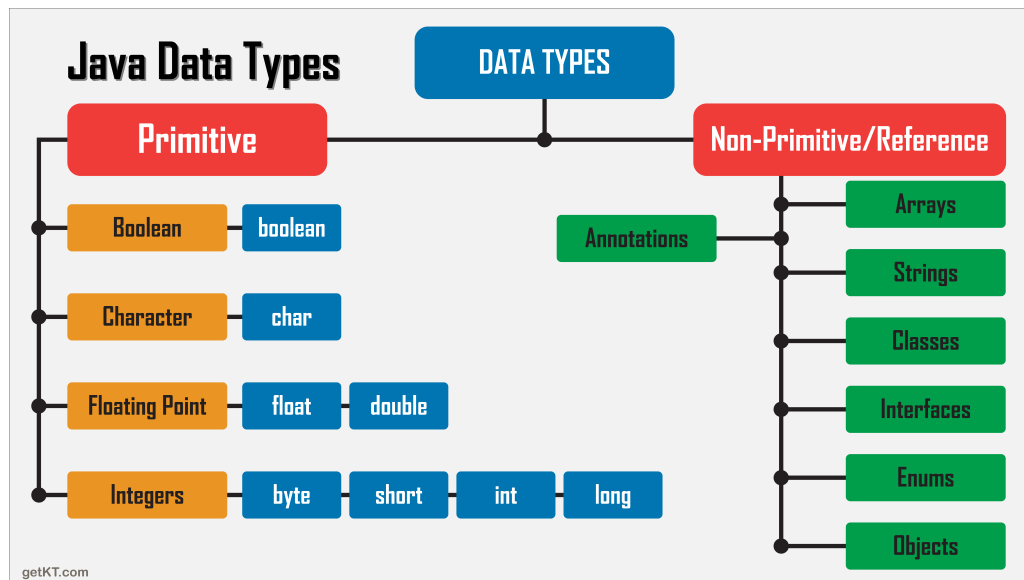 Java Data Types
DATA TYPES
Primitive
Non-Primitive/Reference
Boolean
boolean
Character
char
Floating Point
float
double
Integers
byte
short
int
long
Annotations
Arrays
Strings
Classes
Interfaces
Enums
Objects
getKT.com